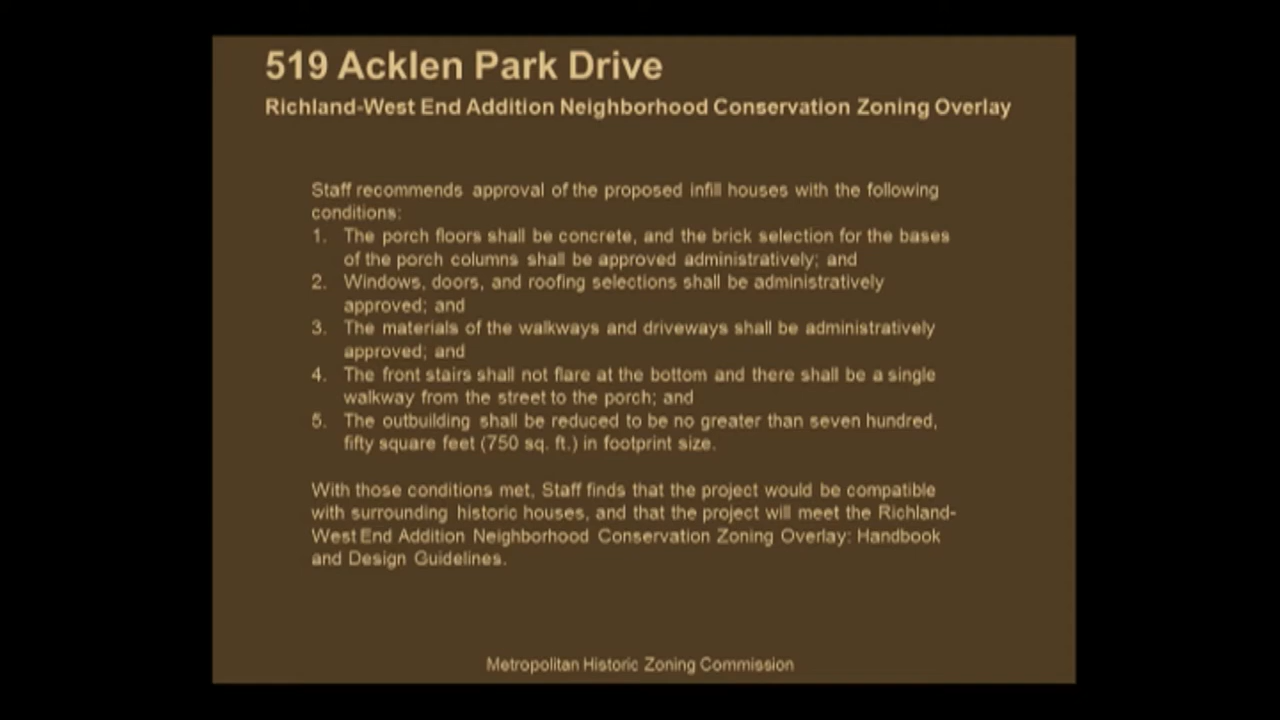 519 Acklen Park Drive
Richland-West End Addition Neighborhood Conservation Zoning Overlay
Staff recommends approval of the proposed infill houses with the following
conditions:
1. The porch floors shall be concrete, and the brick selection for the bases
of the porch columns shall be approved administratively; and
2. Windows, doors, and roofing selections shall be administratively
approved; and
3. The materials of the walkways and driveways shall be administratively
approved; and
4. The front stairs shall not flare at the bottom and there shall be a single
walkway from the street to the porch; and
5. The outbuilding shall be reduced to be no greater than seven hundred,
fifty square feet (750 sq. ft.) in footprint size.
With those conditions met, Staff finds that the project would be compatible
with surrounding historic houses, and that the project will meet the Richland-
West End Addition Neighborhood Conservation Zoning Overlay: Handbook
and Design Guidelines.
Metropolitan Historic Zoning Commission